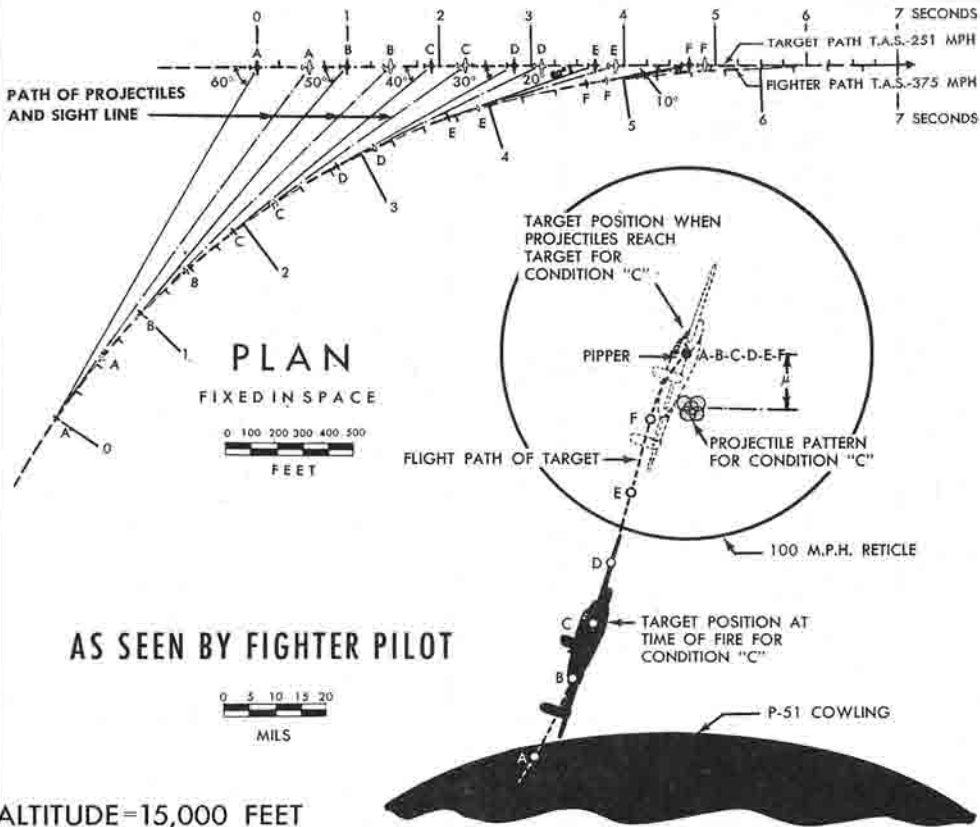 0 1 2 3 4 5 6 7 SECONDS
A A B B C C D D E E F F
TARGET PATH T.A.S.-251 MPH
60° 50° 40° 30° 20° 10°
FIGHTER PATH T.A.S.-375 MPH
PATH OF PROJECTILES
AND SIGHT LINE
F F
E E
D D
C C
B B
A A
0 1 2 3 4 5 6 7 SECONDS
PLAN
FIXED IN SPACE
0 100 200 300 400 500
FEET
TARGET POSITION WHEN
PROJECTILES REACH
TARGET FOR
CONDITION "C"
PIPPER
A-B-C-D-E-F
μ
F
PROJECTILE PATTERN
FOR CONDITION "C"
FLIGHT PATH OF TARGET
E
100 M.P.H. RETICLE
D
C
TARGET POSITION AT
TIME OF FIRE FOR
CONDITION "C"
B
A
AS SEEN BY FIGHTER PILOT
0 5 10 15 20
MILS
P-51 COWLING
ALTITUDE=15,000 FEET